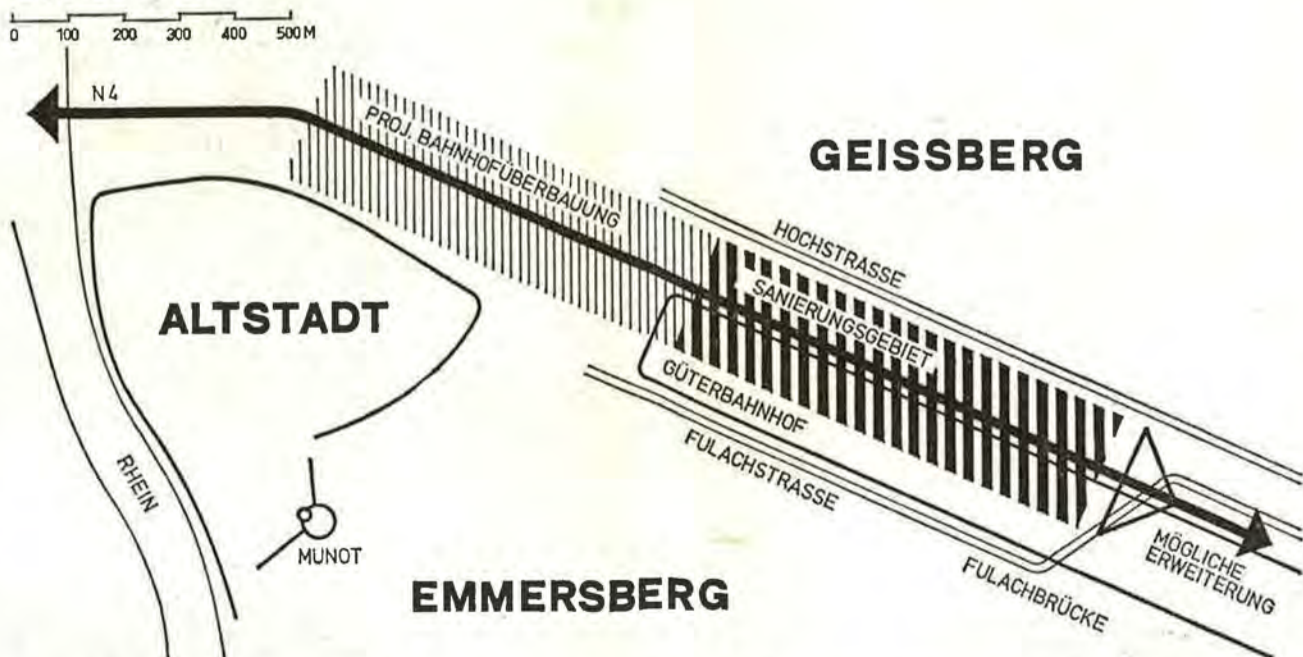 0 100 200 300 400 500 M
N4
PROJ. BAHNHOFÜBERBAUUNG
GEISSBERG
HOCHSTRASSE
ALTSTADT
SANIERUNGSGEBIET
GÜTERBAHNHOF
FULACHSTRASSE
RHEIN
MUNOT
EMMERSBERG
FULACHBRÜCKE
MÖGLICHE
ERWEITERUNG